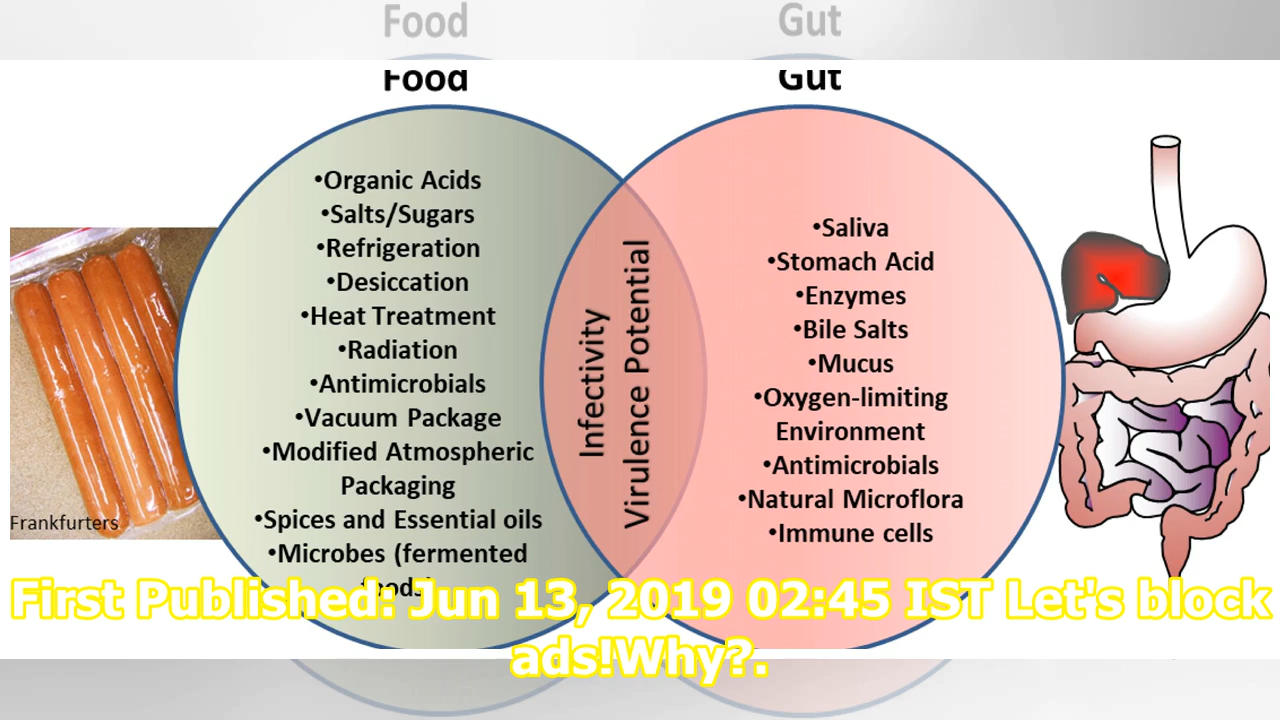 Food
Gut
Food
Gut
•Organic Acids
•Salts/Sugars
•Refrigeration
•Desiccation
•Heat Treatment
•Radiation
•Antimicrobials
•Vacuum Package
•Modified Atmospheric
Packaging
•Spices and Essential oils
•Microbes (fermented
foods)
Infectivity
Virulence Potential
•Saliva
•Stomach Acid
•Enzymes
•Bile Salts
•Mucus
•Oxygen-limiting
Environment
•Antimicrobials
•Natural Microflora
•Immune cells
Frankfurters
First Published: Jun 13, 2019 02:45 IST Let's block
ads!Why?.